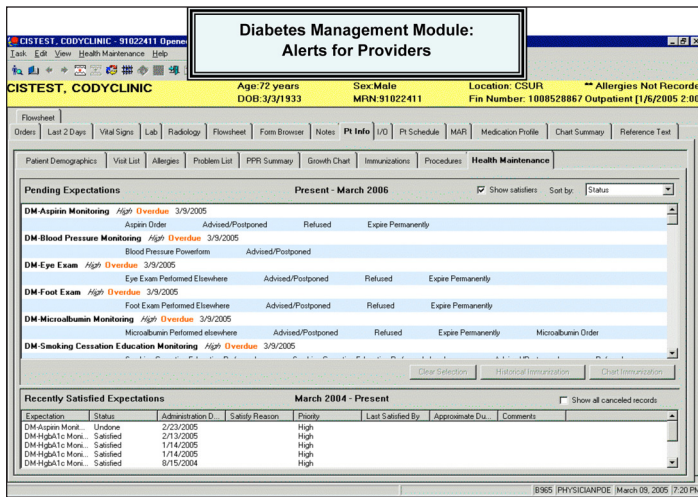 Diabetes Management Module:
Alerts for Providers
CISTEST, CODYCLINIC - 91022411 Opened
Task Edit View Health Maintenance Help
CISTEST, CODYCLINIC Age:72 years Sex:Male Location: CSUR ** Allergies Not Recorde
DOB:3/3/1933 MRN:91022411 Fin Number: 1008528867 Outpatient [1/6/2005 2:00
Flowsheet
Orders Last 2 Days Vital Signs Lab Radiology Flowsheet Form Browser Notes Pt Info I/O Pt Schedule MAR Medication Profile Chart Summary Reference Text
Patient Demographics Visit List Allergies Problem List PPR Summary Growth Chart Immunizations Procedures Health Maintenance
Pending Expectations Present - March 2006 Show satisfiers Sort by: Status
DM-Aspirin Monitoring High Overdue 3/9/2005
Aspirin Order Advised/Postponed Refused Expire Permanently
DM-Blood Pressure Monitoring High Overdue 3/9/2005
Blood Pressure Powerform Advised/Postponed
DM-Eye Exam High Overdue 3/9/2005
Eye Exam Performed Elsewhere Advised/Postponed Refused Expire Permanently
DM-Foot Exam High Overdue 3/9/2005
Foot Exam Performed Elsewhere Advised/Postponed Refused Expire Permanently
DM-Microalbumin Monitoring High Overdue 3/9/2005
Microalbumin Performed elsewhere Advised/Postponed Refused Expire Permanently Microalbumin Order
DM-Smoking Cessation Education Monitoring High Overdue 3/9/2005
Clear Selection Historical Immunization Chart Immunization
Recently Satisfied Expectations March 2004 - Present Show all canceled records
Expectation Status Administration D... Satisfy Reason Priority Last Satisfied By Approximate Du... Comments
DM-Aspirin Monit... Undone 2/23/2005 High
DM-HgbA1c Moni... Satisfied 2/13/2005 High
DM-HgbA1c Moni... Satisfied 1/14/2005 High
DM-HgbA1c Moni... Satisfied 1/14/2005 High
DM-HgbA1c Moni... Satisfied 8/15/2004 High
B965 PHYSICIANPOE March 09, 2005 7:20 PM